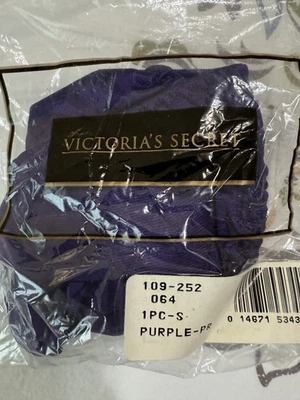 VICTORIA'S SECRET
109-252
064
1PC-S
PURPLE-PR
0 14671 5343